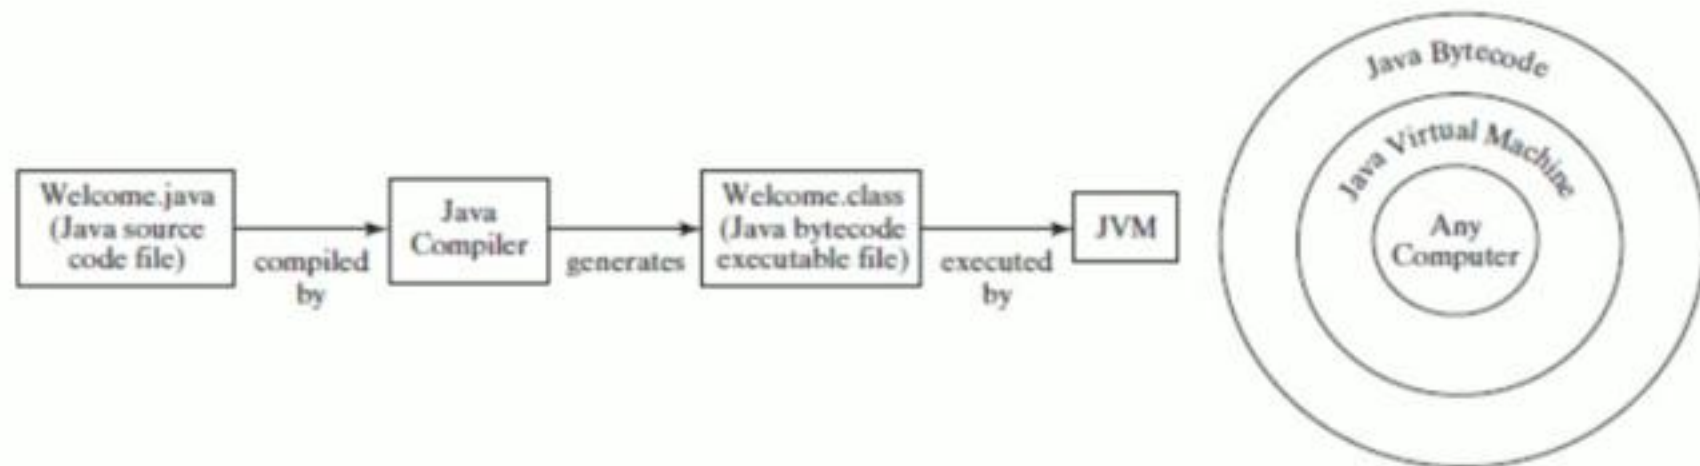 Welcome.java
(Java source
code file)
compiled
by
Java
Compiler
generates
Welcome.class
(Java bytecode
executable file)
executed
by
JVM
Java Bytecode
Java Virtual Machine
Any
Computer